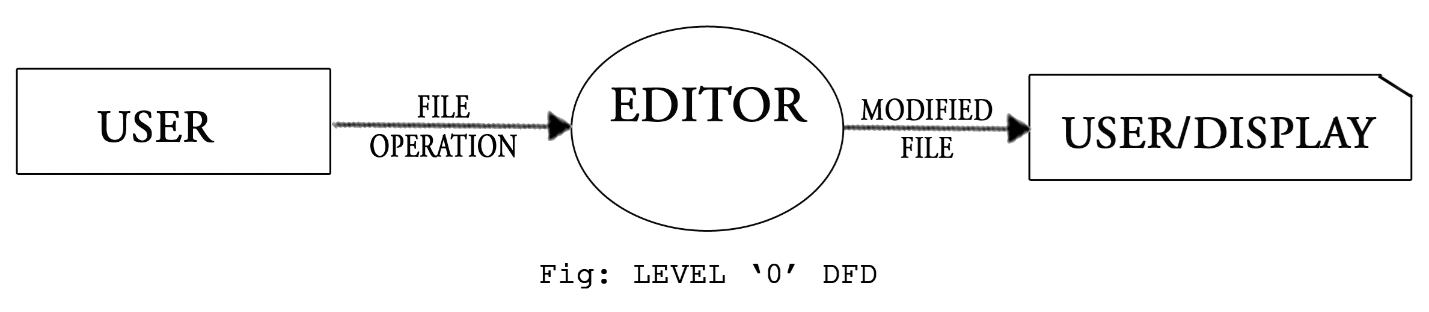 USER
FILE
OPERATION
EDITOR
MODIFIED
FILE
USER/DISPLAY
Fig: LEVEL ‘0’ DFD